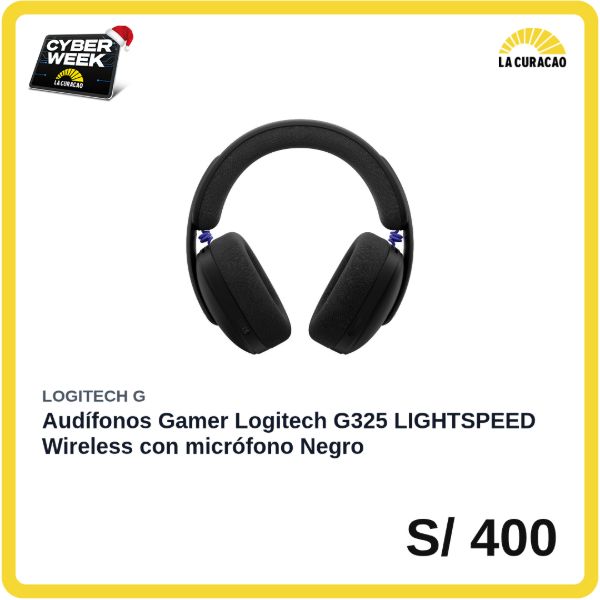 CYBER
WEEK
LA CURACAO
LA CURACAO
LOGITECH G
Audífonos Gamer Logitech G325 LIGHTSPEED
Wireless con micrófono Negro
S/ 400